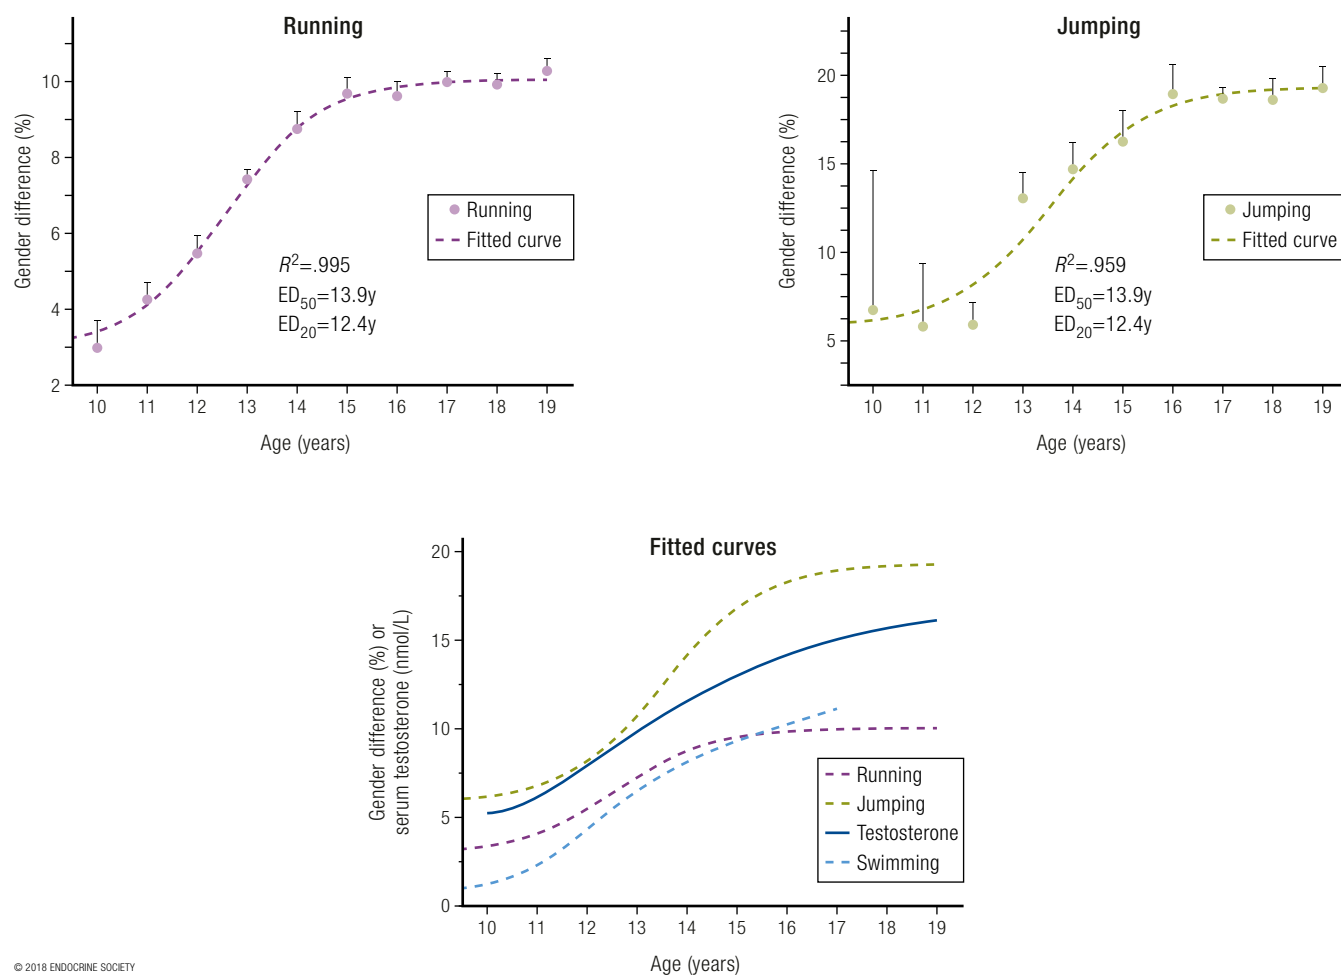 Running
Gender difference (%)
10
8
6
4
2
Running
Fitted curve
R²=.995
ED₅₀=13.9y
ED₂₀=12.4y
10 11 12 13 14 15 16 17 18 19
Age (years)
Jumping
Gender difference (%)
20
15
10
5
Jumping
Fitted curve
R²=.959
ED₅₀=13.9y
ED₂₀=12.4y
10 11 12 13 14 15 16 17 18 19
Age (years)
Fitted curves
Gender difference (%) or
serum testosterone (nmol/L)
20
15
10
5
0
Running
Jumping
Testosterone
Swimming
10 11 12 13 14 15 16 17 18 19
Age (years)
© 2018 ENDOCRINE SOCIETY